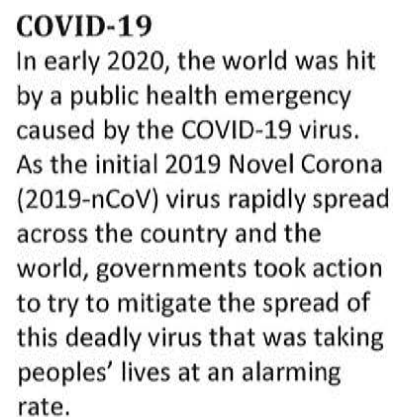 COVID-19
In early 2020, the world was hit
by a public health emergency
caused by the COVID-19 virus.
As the initial 2019 Novel Corona
(2019-nCoV) virus rapidly spread
across the country and the
world, governments took action
to try to mitigate the spread of
this deadly virus that was taking
peoples’ lives at an alarming
rate.